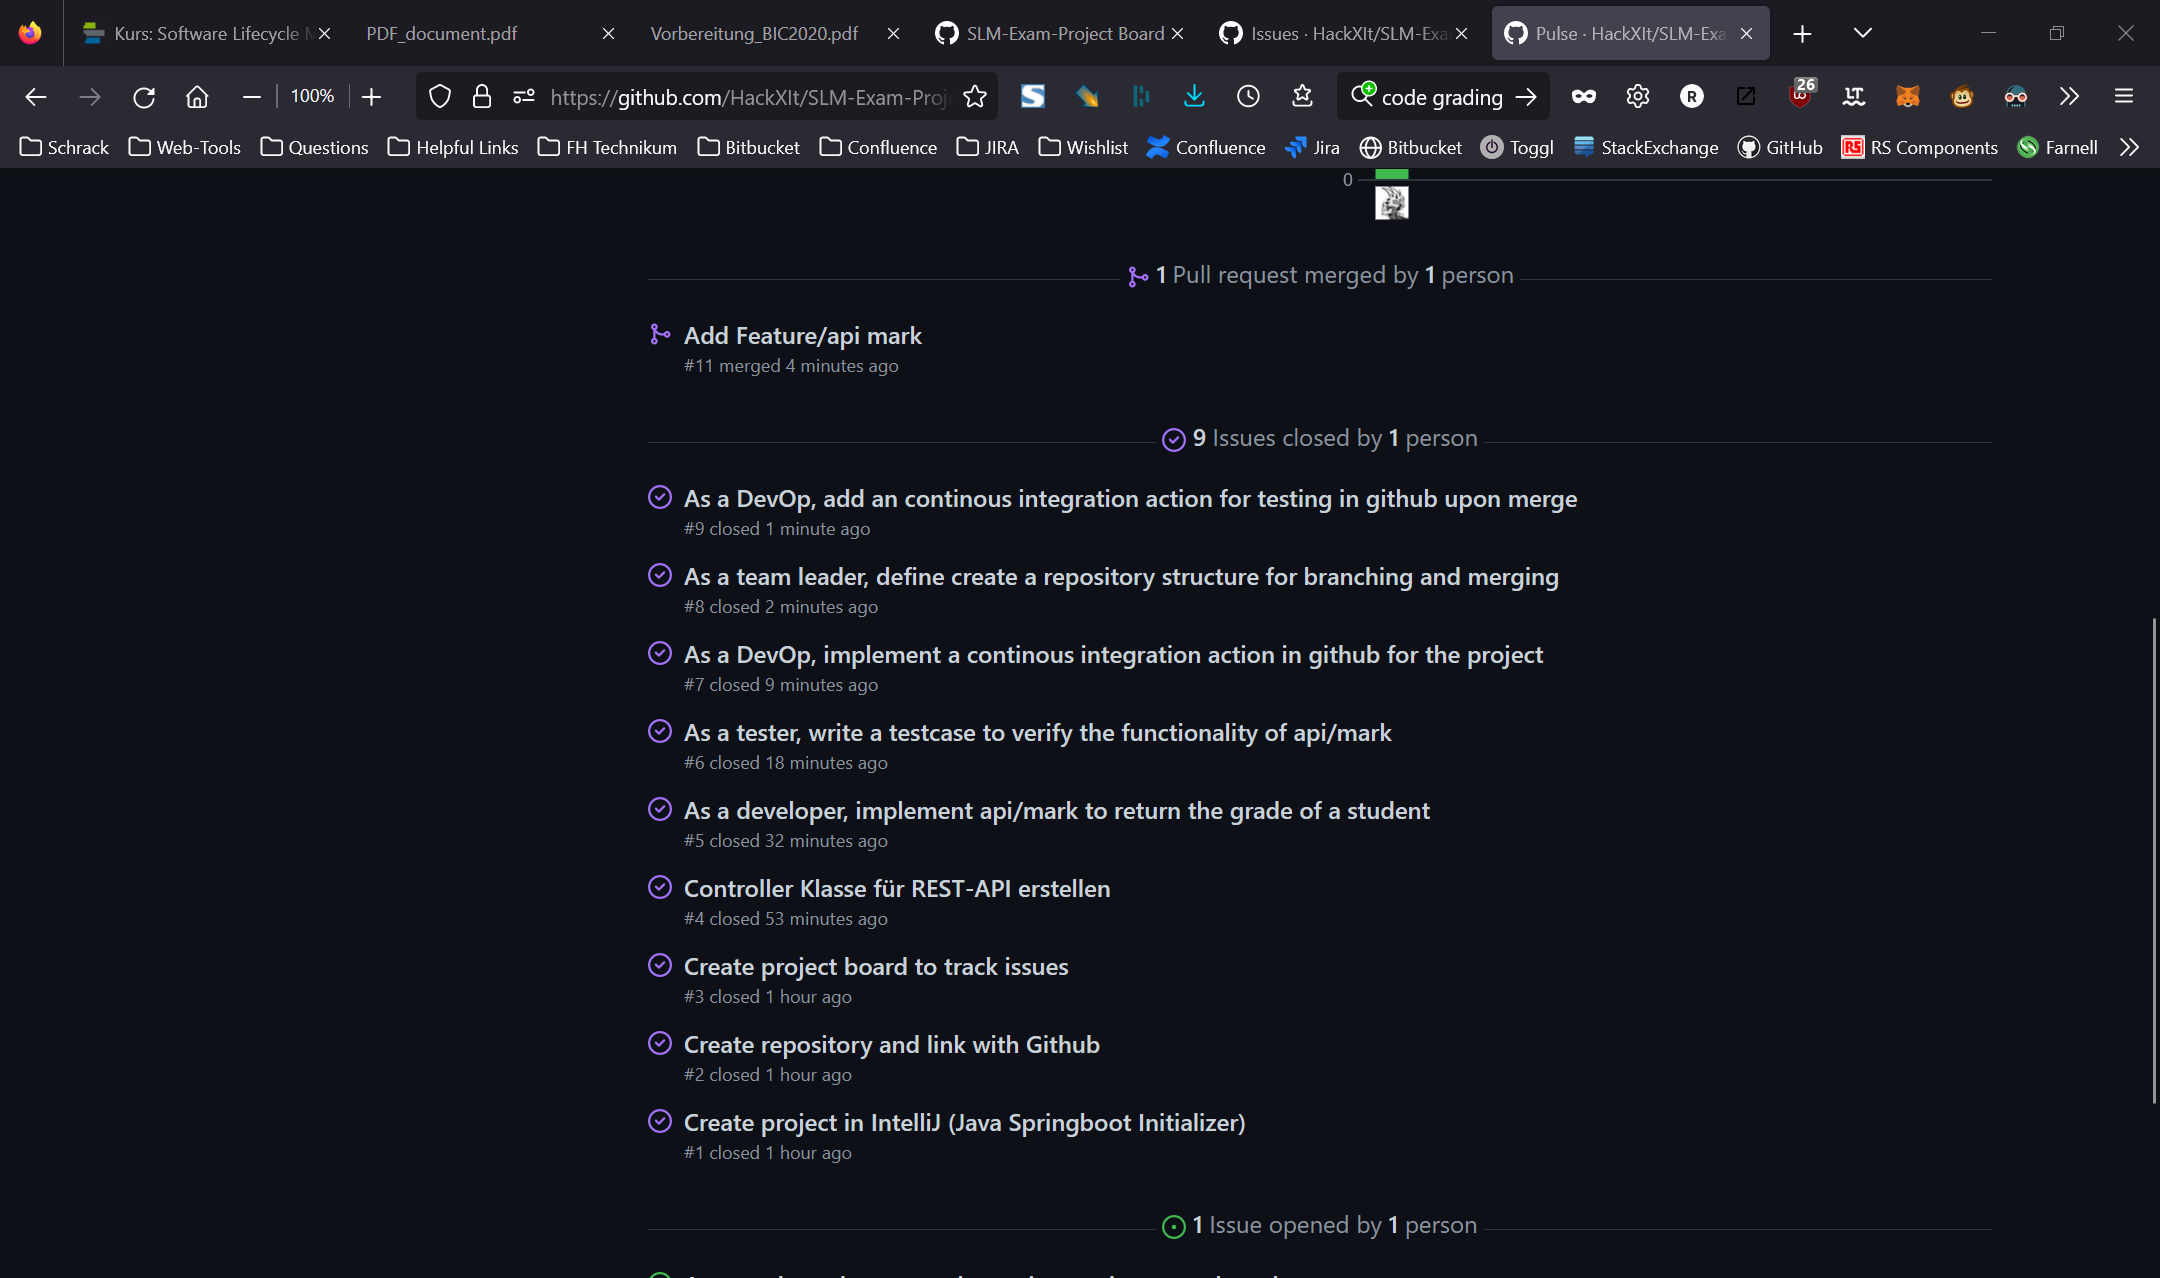 Kurs: Software Lifecycle M
PDF_document.pdf
Vorbereitung_BIC2020.pdf
SLM-Exam-Project Board
Issues · HackXIt/SLM-Exa
Pulse · HackXIt/SLM-Exa
100%
https://github.com/HackXIt/SLM-Exam-Proj
code grading
26
Schrack
Web-Tools
Questions
Helpful Links
FH Technikum
Bitbucket
Confluence
JIRA
Wishlist
Confluence
Jira
Bitbucket
Toggl
StackExchange
GitHub
RS Components
Farnell
0
1 Pull request merged by 1 person
Add Feature/api mark
#11 merged 4 minutes ago
9 Issues closed by 1 person
As a DevOp, add an continous integration action for testing in github upon merge
#9 closed 1 minute ago
As a team leader, define create a repository structure for branching and merging
#8 closed 2 minutes ago
As a DevOp, implement a continous integration action in github for the project
#7 closed 9 minutes ago
As a tester, write a testcase to verify the functionality of api/mark
#6 closed 18 minutes ago
As a developer, implement api/mark to return the grade of a student
#5 closed 32 minutes ago
Controller Klasse für REST-API erstellen
#4 closed 53 minutes ago
Create project board to track issues
#3 closed 1 hour ago
Create repository and link with Github
#2 closed 1 hour ago
Create project in IntelliJ (Java Springboot Initializer)
#1 closed 1 hour ago
1 Issue opened by 1 person